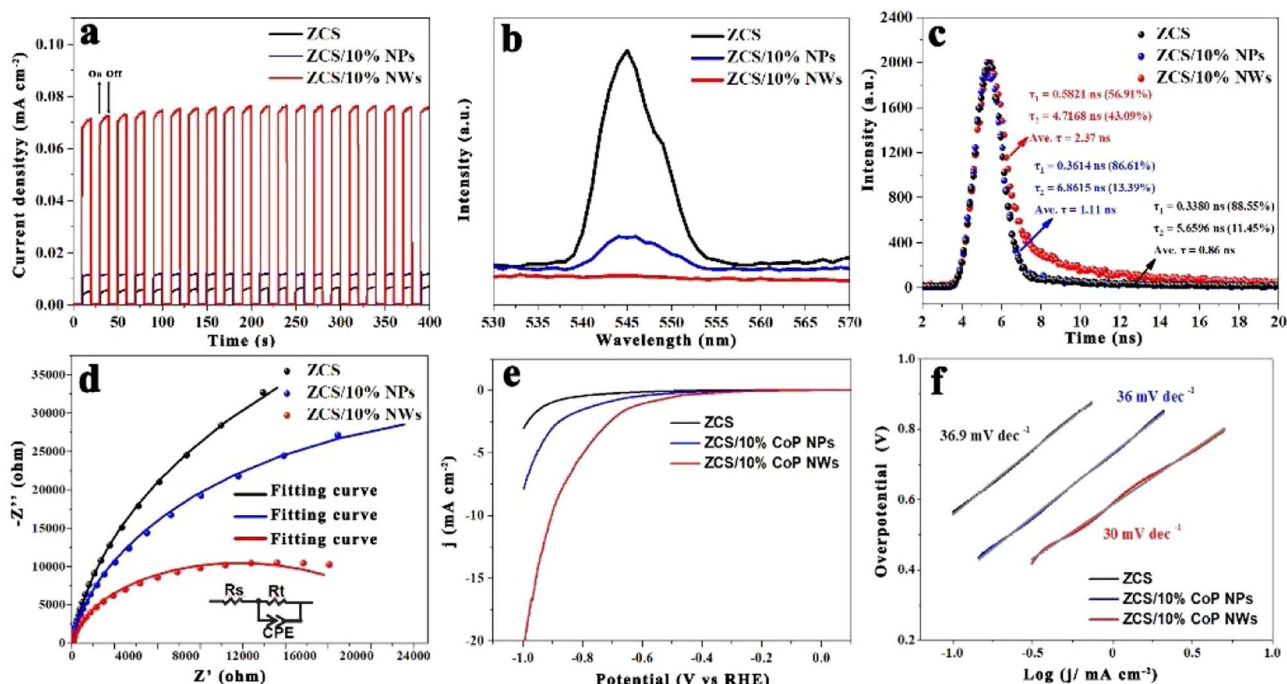 a
ZCS
ZCS/10% NPs
ZCS/10% NWs
On
Off
0.10
0.08
0.06
0.04
0.02
0.00
0
50
100
150
200
250
300
350
400
Current densityy (mA cm⁻²)
Time (s)
b
ZCS
ZCS/10% NPs
ZCS/10% NWs
Intensity (a.u.)
530
535
540
545
550
555
560
565
570
Wavelength (nm)
c
ZCS
ZCS/10% NPs
ZCS/10% NWs
τ₁ = 0.5821 ns (56.91%)
τ₂ = 4.7168 ns (43.09%)
Ave. τ = 2.37 ns
τ₁ = 0.3614 ns (86.61%)
τ₂ = 6.8615 ns (13.39%)
Ave. τ = 1.11 ns
τ₁ = 0.3380 ns (88.55%)
τ₂ = 5.6596 ns (11.45%)
Ave. τ = 0.86 ns
2400
2000
1600
1200
800
400
0
2
4
6
8
10
12
14
16
18
20
Intensity (a.u.)
Time (ns)
d
ZCS
ZCS/10% NPs
ZCS/10% NWs
Fitting curve
Fitting curve
Fitting curve
Rs
Rt
CPE
35000
30000
25000
20000
15000
10000
5000
0
0
4000
8000
12000
16000
20000
24000
-Z'' (ohm)
Z' (ohm)
e
ZCS
ZCS/10% CoP NPs
ZCS/10% CoP NWs
0
-5
-10
-15
-20
-1.0
-0.8
-0.6
-0.4
-0.2
0.0
j (mA cm⁻²)
Potential (V vs RHE)
f
36.9 mV dec⁻¹
36 mV dec⁻¹
30 mV dec⁻¹
ZCS
ZCS/10% CoP NPs
ZCS/10% CoP NWs
1.0
0.8
0.6
0.4
0.2
-1.0
-0.5
0.0
0.5
1.0
Overpotential (V)
Log (j/ mA cm⁻²)